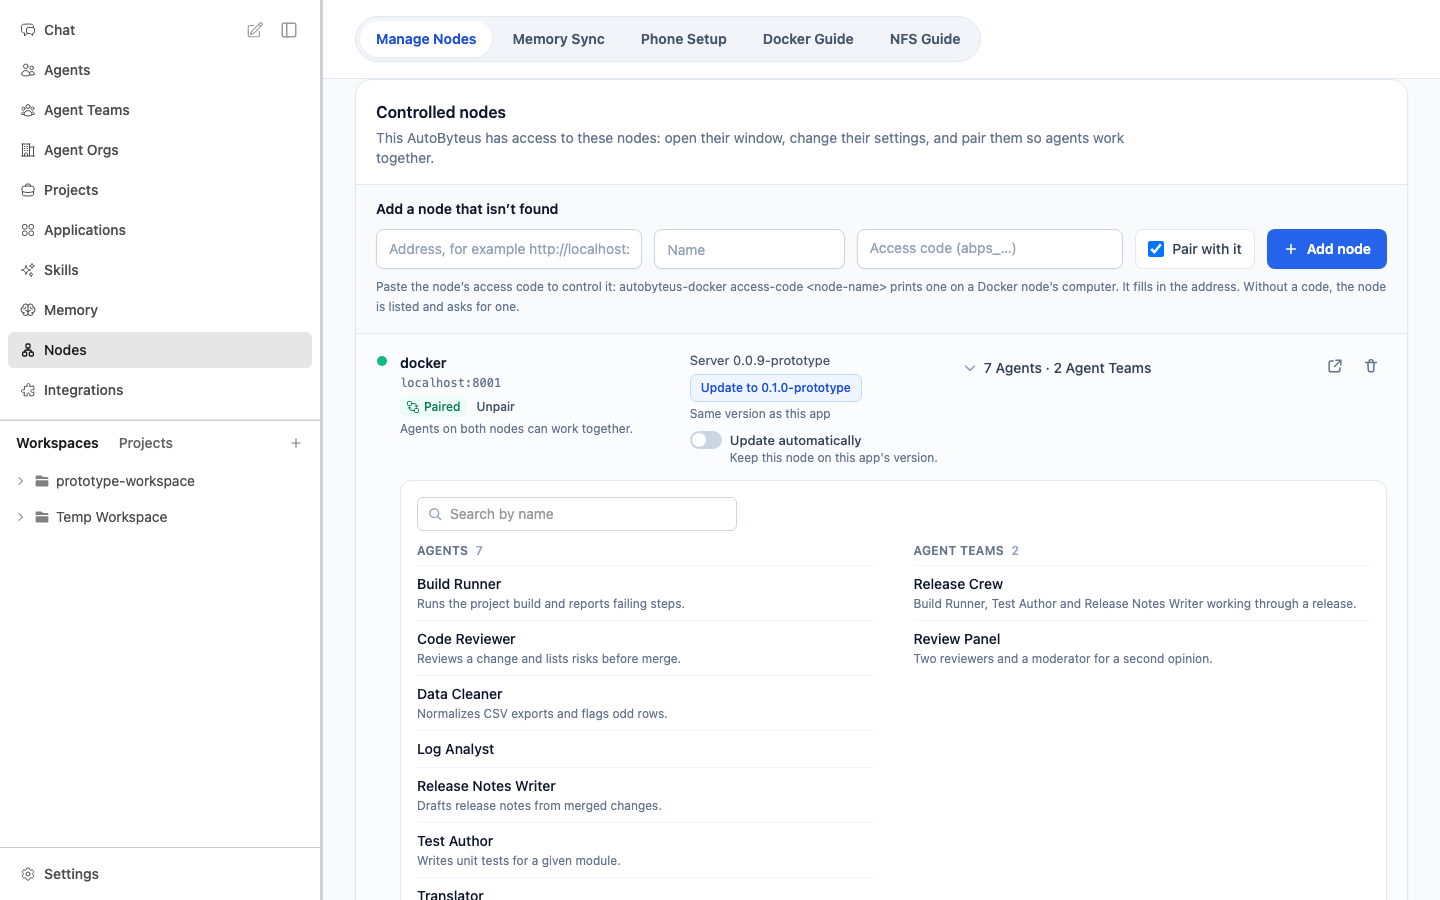 Chat
Agents
Agent Teams
Agent Orgs
Projects
Applications
Skills
Memory
Nodes
Integrations
Workspaces
Projects
prototype-workspace
Temp Workspace
Settings
Manage Nodes
Memory Sync
Phone Setup
Docker Guide
NFS Guide
Controlled nodes
This AutoByteus has access to these nodes: open their window, change their settings, and pair them so agents work
together.
Add a node that isn’t found
Address, for example http://localhost:
Name
Access code (abps_…)
Pair with it
Add node
Paste the node’s access code to control it: autobyteus-docker access-code <node-name> prints one on a Docker node’s computer. It fills in the address. Without a code, the node
is listed and asks for one.
docker
localhost:8001
Paired
Unpair
Agents on both nodes can work together.
Server 0.0.9-prototype
Update to 0.1.0-prototype
Same version as this app
Update automatically
Keep this node on this app's version.
7 Agents · 2 Agent Teams
Search by name
AGENTS 7
Build Runner
Runs the project build and reports failing steps.
Code Reviewer
Reviews a change and lists risks before merge.
Data Cleaner
Normalizes CSV exports and flags odd rows.
Log Analyst
Release Notes Writer
Drafts release notes from merged changes.
Test Author
Writes unit tests for a given module.
Translator
AGENT TEAMS 2
Release Crew
Build Runner, Test Author and Release Notes Writer working through a release.
Review Panel
Two reviewers and a moderator for a second opinion.